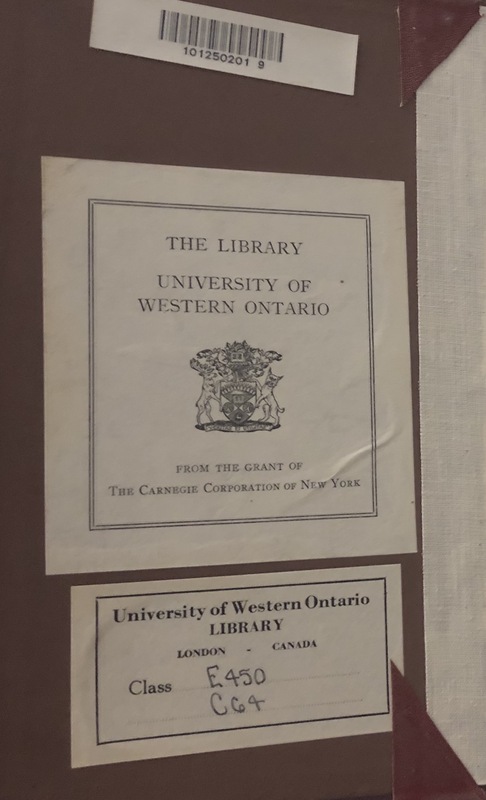 101250201 9
THE LIBRARY
UNIVERSITY OF
WESTERN ONTARIO
FROM THE GRANT OF
THE CARNEGIE CORPORATION OF NEW YORK
University of Western Ontario
LIBRARY
LONDON - CANADA
Class E450
C64